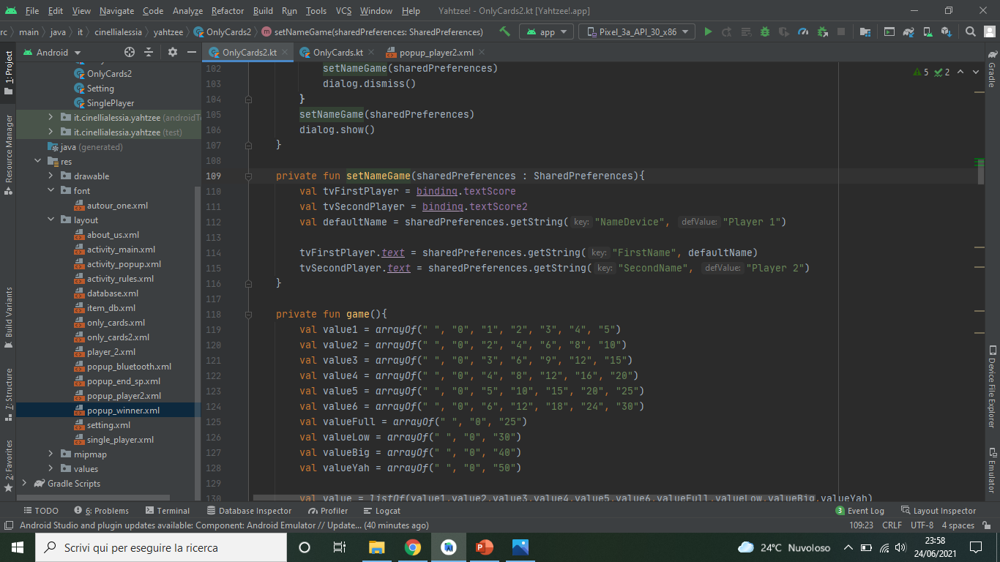 File Edit View Navigate Code Analyze Refactor Build Run Tools VCS Window Help Yahtzee! - OnlyCards2.kt [Yahtzee!.app]
rc main java it cinellialessia yahtzee OnlyCards2 setNameGame(sharedPreferences: SharedPreferences) app Pixel_3a_API_30_x86
Android OnlyCards2.kt OnlyCards.kt popup_player2.xml
1: Project
Resource Manager
Build Variants
7: Structure
2: Favorites
OnlyCards2
Setting
SinglePlayer
it.cinellialessia.yahtzee (androidTe
it.cinellialessia.yahtzee (test)
java (generated)
res
drawable
font
autour_one.xml
layout
about_us.xml
activity_main.xml
activity_popup.xml
activity_rules.xml
database.xml
item_db.xml
only_cards.xml
only_cards2.xml
player_2.xml
popup_bluetooth.xml
popup_end_sp.xml
popup_player2.xml
popup_winner.xml
setting.xml
single_player.xml
mipmap
values
Gradle Scripts
5 2
102 setNameGame(sharedPreferences)
103 dialog.dismiss()
104 }
105 setNameGame(sharedPreferences)
106 dialog.show()
107 }
108
109 private fun setNameGame(sharedPreferences : SharedPreferences){
110 val tvFirstPlayer = binding.textScore
111 val tvSecondPlayer = binding.textScore2
112 val defaultName = sharedPreferences.getString( key: "NameDevice", defValue: "Player 1")
113
114 tvFirstPlayer.text = sharedPreferences.getString( key: "FirstName", defaultName)
115 tvSecondPlayer.text = sharedPreferences.getString( key: "SecondName", defValue: "Player 2")
116 }
117
118 private fun game(){
119 val value1 = arrayOf(" ", "0", "1", "2", "3", "4", "5")
120 val value2 = arrayOf(" ", "0", "2", "4", "6", "8", "10")
121 val value3 = arrayOf(" ", "0", "3", "6", "9", "12", "15")
122 val value4 = arrayOf(" ", "0", "4", "8", "12", "16", "20")
123 val value5 = arrayOf(" ", "0", "5", "10", "15", "20", "25")
124 val value6 = arrayOf(" ", "0", "6", "12", "18", "24", "30")
125 val valueFull = arrayOf(" ", "0", "25")
126 val valueLow = arrayOf(" ", "0", "30")
127 val valueBig = arrayOf(" ", "0", "40")
128 val valueYah = arrayOf(" ", "0", "50")
129
130 val value = listOf(value1,value2,value3,value4,value5,value6,valueFull,valueLow,valueBig,valueYah)
Gradle
Device File Explorer
Emulator
TODO 6: Problems Terminal Database Inspector Profiler Logcat 3 Event Log Layout Inspector
Android Studio and plugin updates available: Component: Android Emulator // Update... (40 minutes ago) 109:23 CRLF UTF-8 4 spaces
Scrivi qui per eseguire la ricerca 24°C Nuvoloso 23:58
24/06/2021